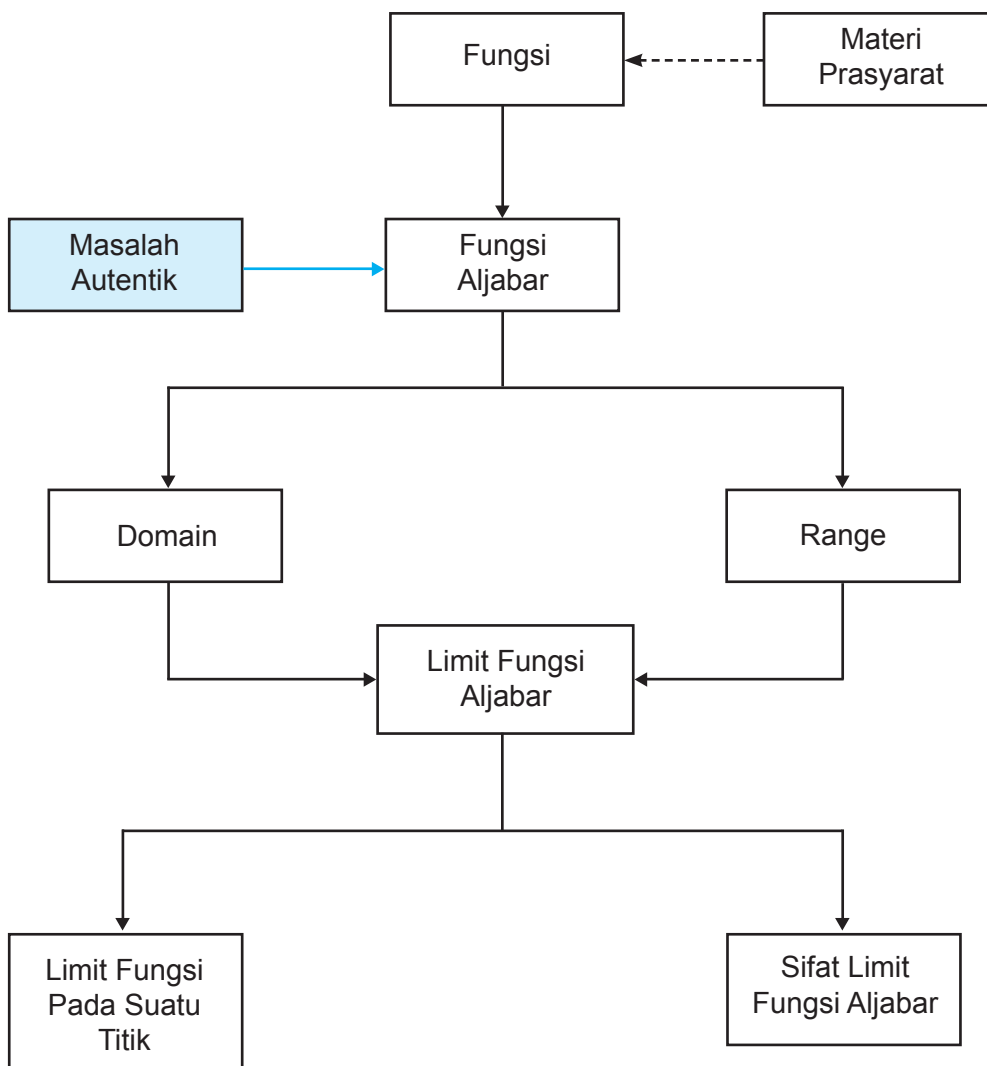 Fungsi
Materi
Prasyarat
Masalah
Autentik
Fungsi
Aljabar
Domain
Range
Limit Fungsi
Aljabar
Limit Fungsi
Pada Suatu
Titik
Sifat Limit
Fungsi Aljabar